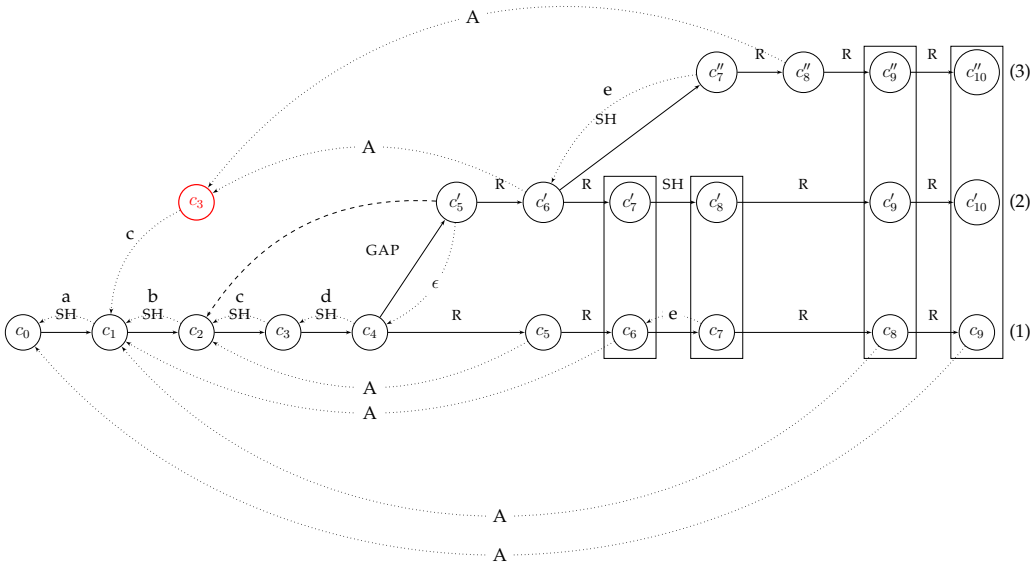 A
R R R
e
c″₇ c″₈ c″₉ c″₁₀ (3)
SH
A
R R SH R R
c₃ c′₅ c′₆ c′₇ c′₈ c′₉ c′₁₀ (2)
c
GAP
ϵ
a b c d
SH SH SH SH R R e R R
c₀ c₁ c₂ c₃ c₄ c₅ c₆ c₇ c₈ c₉ (1)
A
A
A
A